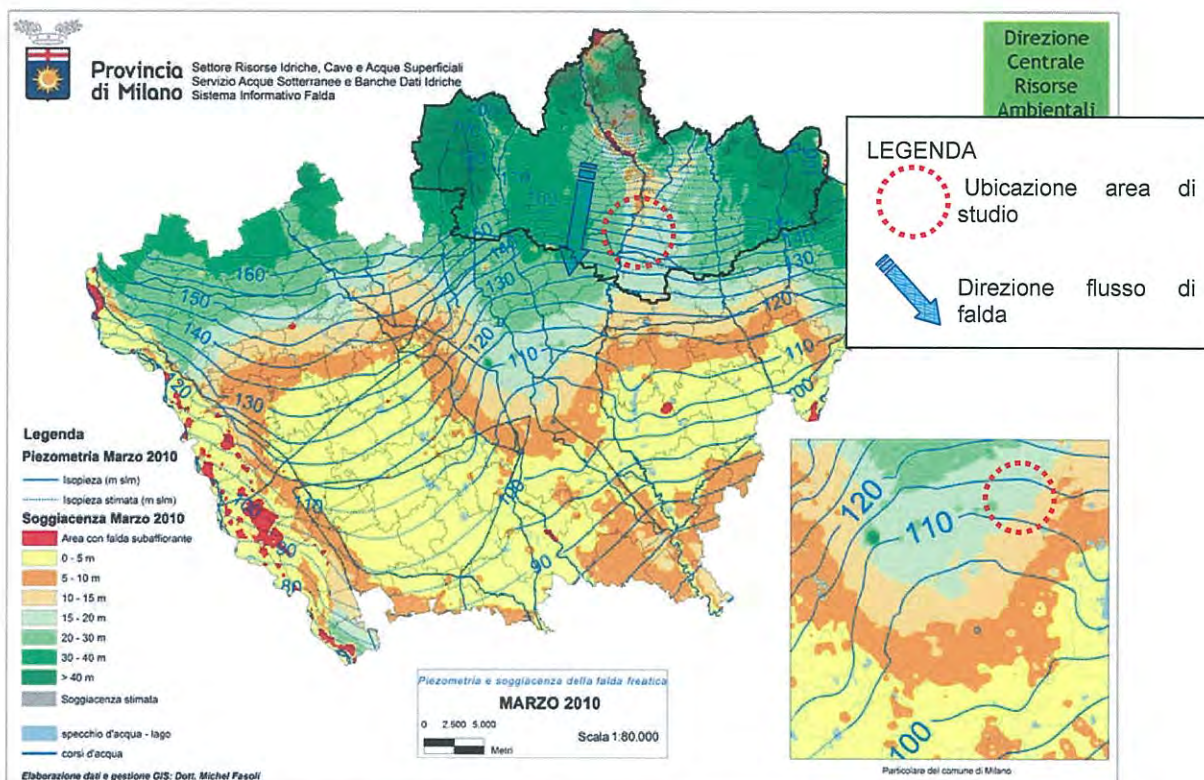 Provincia
di Milano
Settore Risorse Idriche, Cave e Acque Superficiali
Servizio Acque Sotterranee e Banche Dati Idriche
Sistema Informativo Falda
Direzione
Centrale
Risorse
Ambientali
LEGENDA
Ubicazione area di
studio
Direzione flusso di
falda
160
150
140
130
120
130
120
110
130
120
110
100
90
70
90
80
Legenda
Piezometria Marzo 2010
Isopieza (m slm)
Isopieza stimata (m slm)
Soggiacenza Marzo 2010
Area con falda subaffiorante
0 - 5 m
5 - 10 m
10 - 15 m
15 - 20 m
20 - 30 m
30 - 40 m
> 40 m
Soggiacenza stimata
specchio d'acqua - lago
corsi d'acqua
Elaborazione dati e gestione GIS: Dott. Michel Fasoli
Piezometria e soggiacenza della falda freatica
MARZO 2010
0 2.500 5.000
Metri
Scala 1:80.000
120
110
100
Particolare del comune di Milano